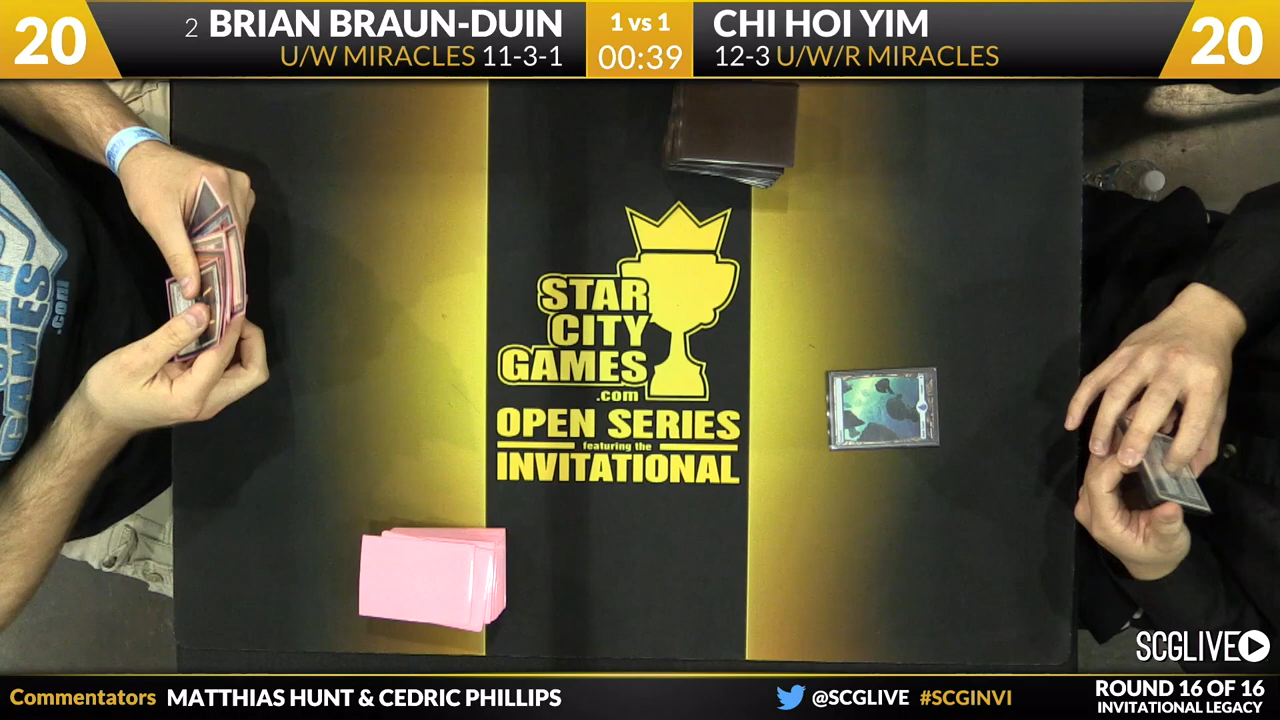 20
2 BRIAN BRAUN-DUIN
U/W MIRACLES 11-3-1
1 vs 1
00:39
CHI HOI YIM
12-3 U/W/R MIRACLES
20
STAR
CITY
GAMES
.com
OPEN SERIES
featuring the
INVITATIONAL
GAMES
.com
SCGLIVE
Commentators MATTHIAS HUNT & CEDRIC PHILLIPS
@SCGLIVE #SCGINVI
ROUND 16 OF 16
INVITATIONAL LEGACY